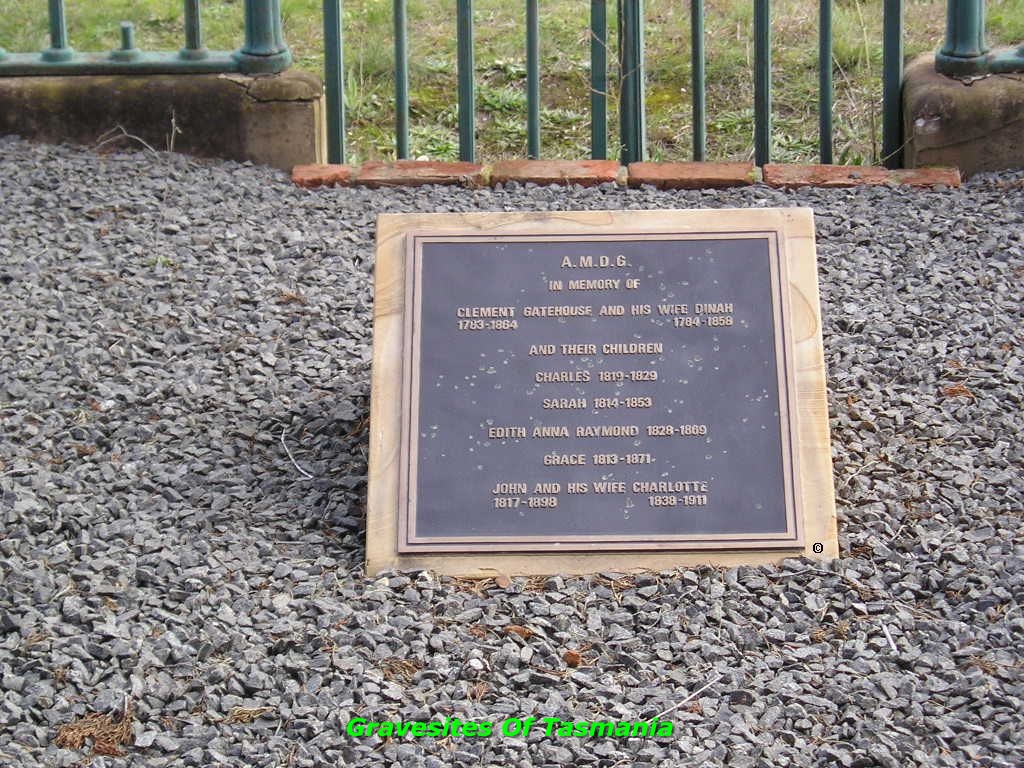 A.M.D.G.
IN MEMORY OF
CLEMENT GATEHOUSE AND HIS WIFE DINAH
1783-1864 1784-1858
AND THEIR CHILDREN
CHARLES 1819-1829
SARAH 1814-1853
EDITH ANNA RAYMOND 1828-1869
GRACE 1813-1871
JOHN AND HIS WIFE CHARLOTTE
1817-1898 1838-1911
©
Gravesites Of Tasmania